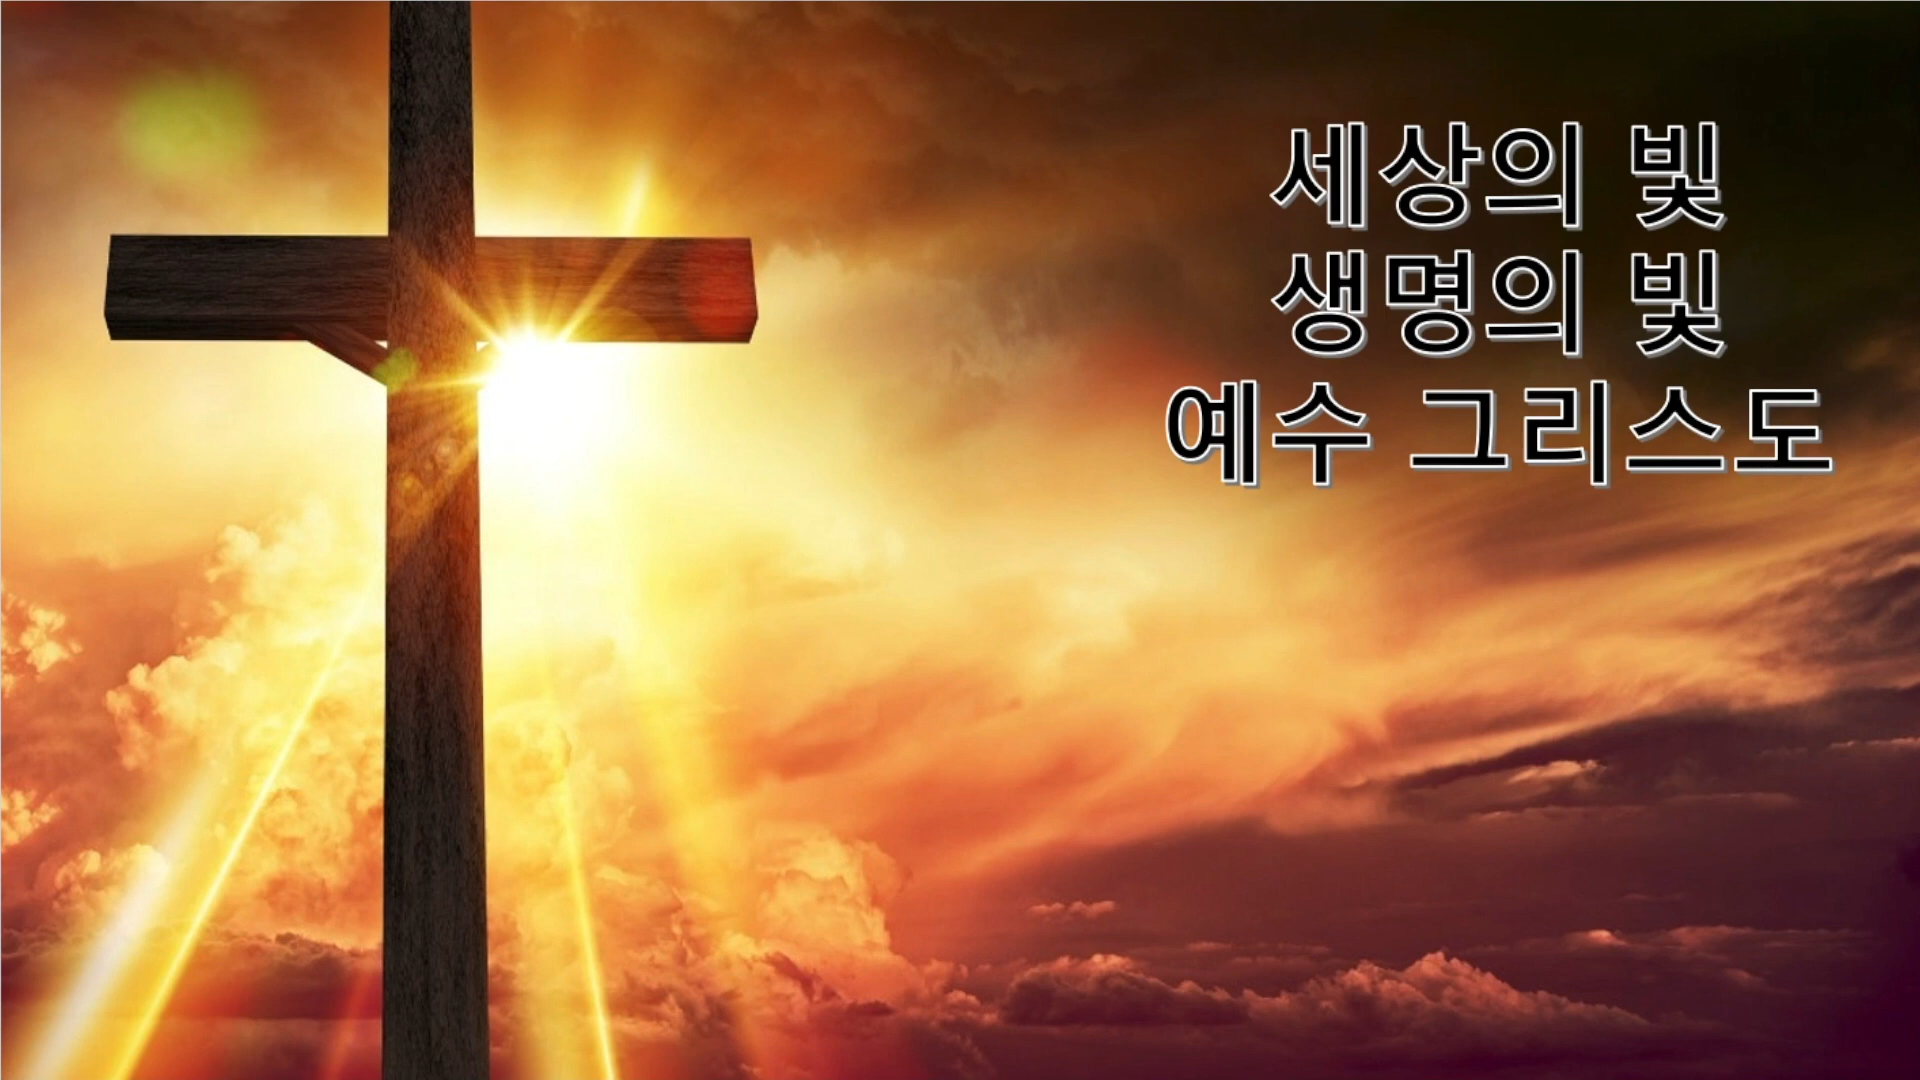 세상의 빛
생명의 빛
예수 그리스도